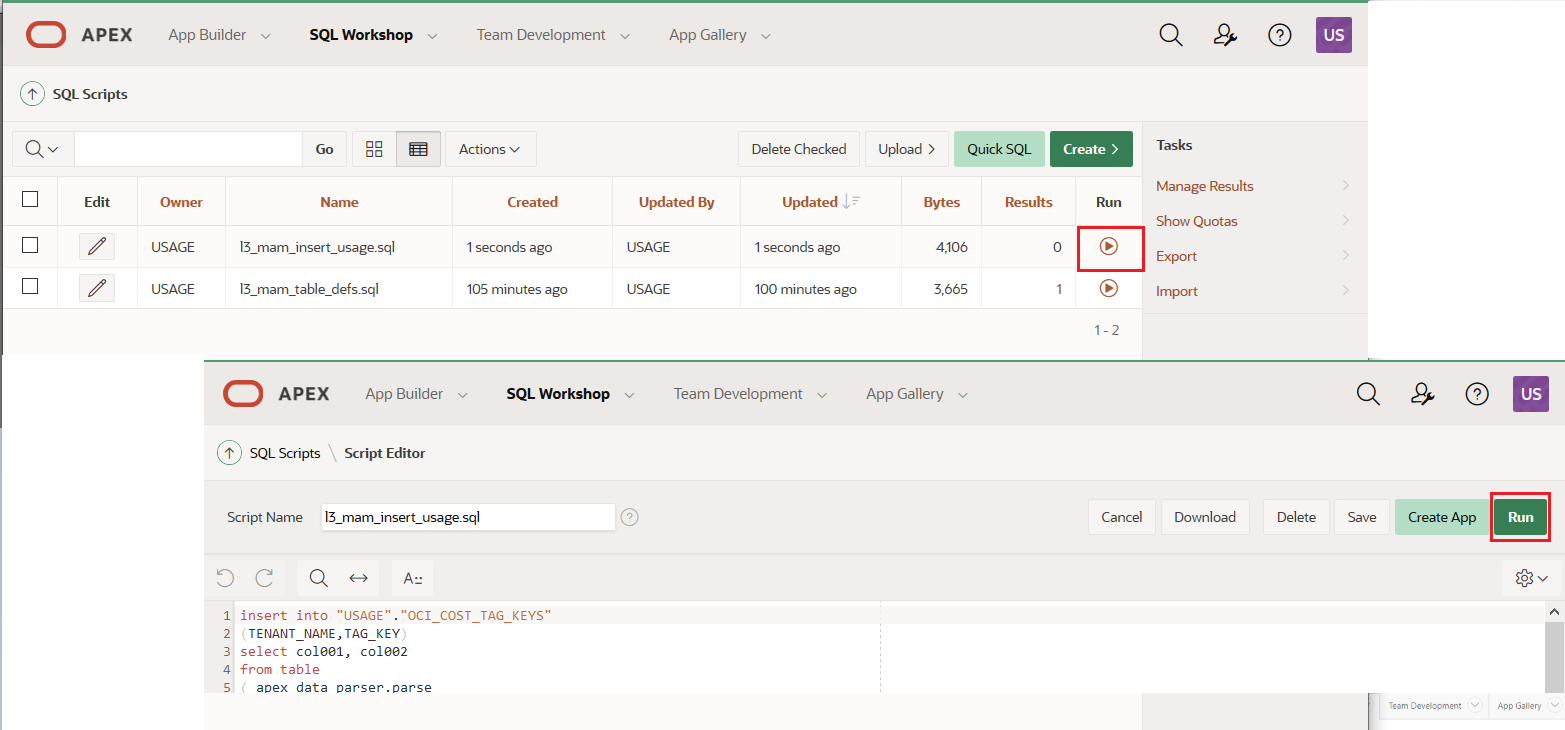 APEX App Builder SQL Workshop Team Development App Gallery US
SQL Scripts
Go Actions Delete Checked Upload Quick SQL Create
Tasks
Manage Results
Show Quotas
Export
Import
Edit Owner Name Created Updated By Updated Bytes Results Run
USAGE l3_mam_insert_usage.sql 1 seconds ago USAGE 1 seconds ago 4,106 0
USAGE l3_mam_table_defs.sql 105 minutes ago USAGE 100 minutes ago 3,665 1
1 - 2
APEX App Builder SQL Workshop Team Development App Gallery US
SQL Scripts \ Script Editor
Script Name l3_mam_insert_usage.sql ? Cancel Download Delete Save Create App Run
A::
1 insert into "USAGE"."OCI_COST_TAG_KEYS"
2 (TENANT_NAME,TAG_KEY)
3 select col001, col002
4 from table
5 ( apex_data_parser.parse
Team Development App Gallery